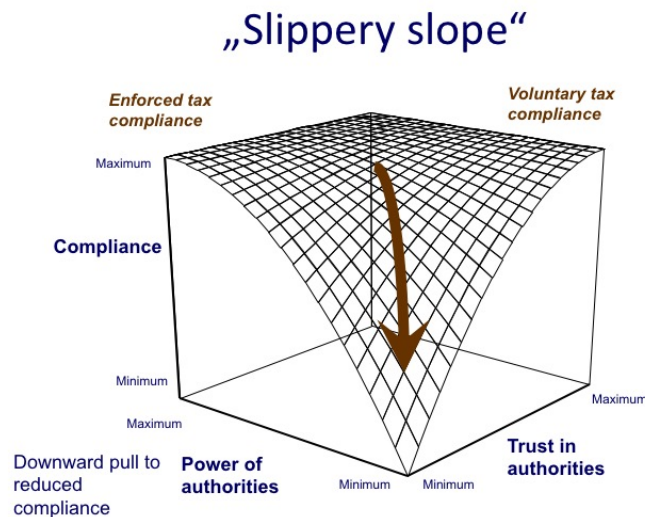 „Slippery slope“
Enforced tax
compliance
Voluntary tax
compliance
Maximum
Compliance
Minimum
Maximum
Maximum
Downward pull to
reduced
compliance
Power of
authorities
Trust in
authorities
Minimum
Minimum